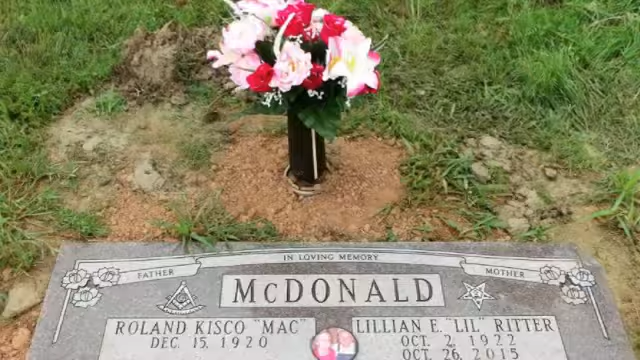 IN LOVING MEMORY
FATHER
MOTHER
McDONALD
ROLAND KISCO "MAC"
DEC. 15, 1920
LILLIAN E. "LIL" RITTER
OCT. 2, 1922
OCT. 26, 2015